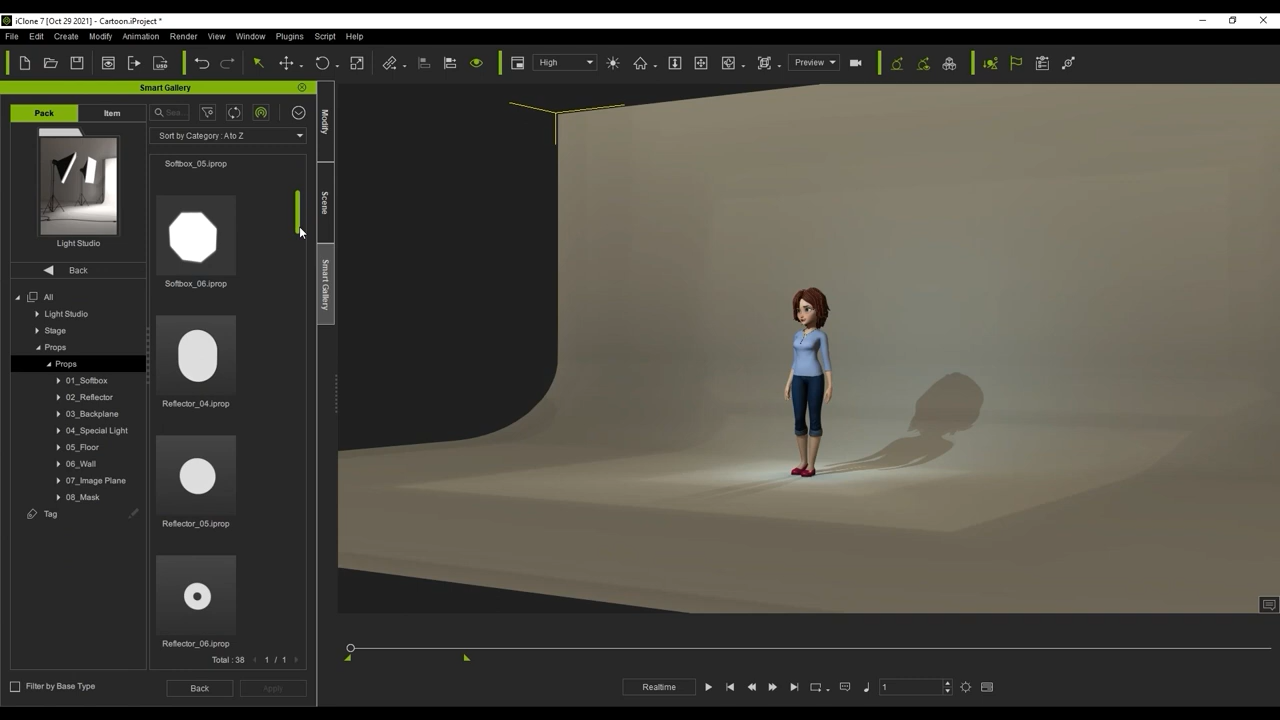 iClone 7 [Oct 29 2021] - Cartoon.iProject *
File Edit Create Modify Animation Render View Window Plugins Script Help
High
Preview
Smart Gallery
Pack Item
Sea...
Sort by Category : A to Z
Light Studio
Back
All
Light Studio
Stage
Props
Props
01_Softbox
02_Reflector
03_Backplane
04_Special Light
05_Floor
06_Wall
07_Image Plane
08_Mask
Tag
Softbox_05.iprop
Softbox_06.iprop
Reflector_04.iprop
Reflector_05.iprop
Reflector_06.iprop
Total : 38 1 / 1
Filter by Base Type
Back Apply
Modify
Scene
Smart Gallery
Realtime
1